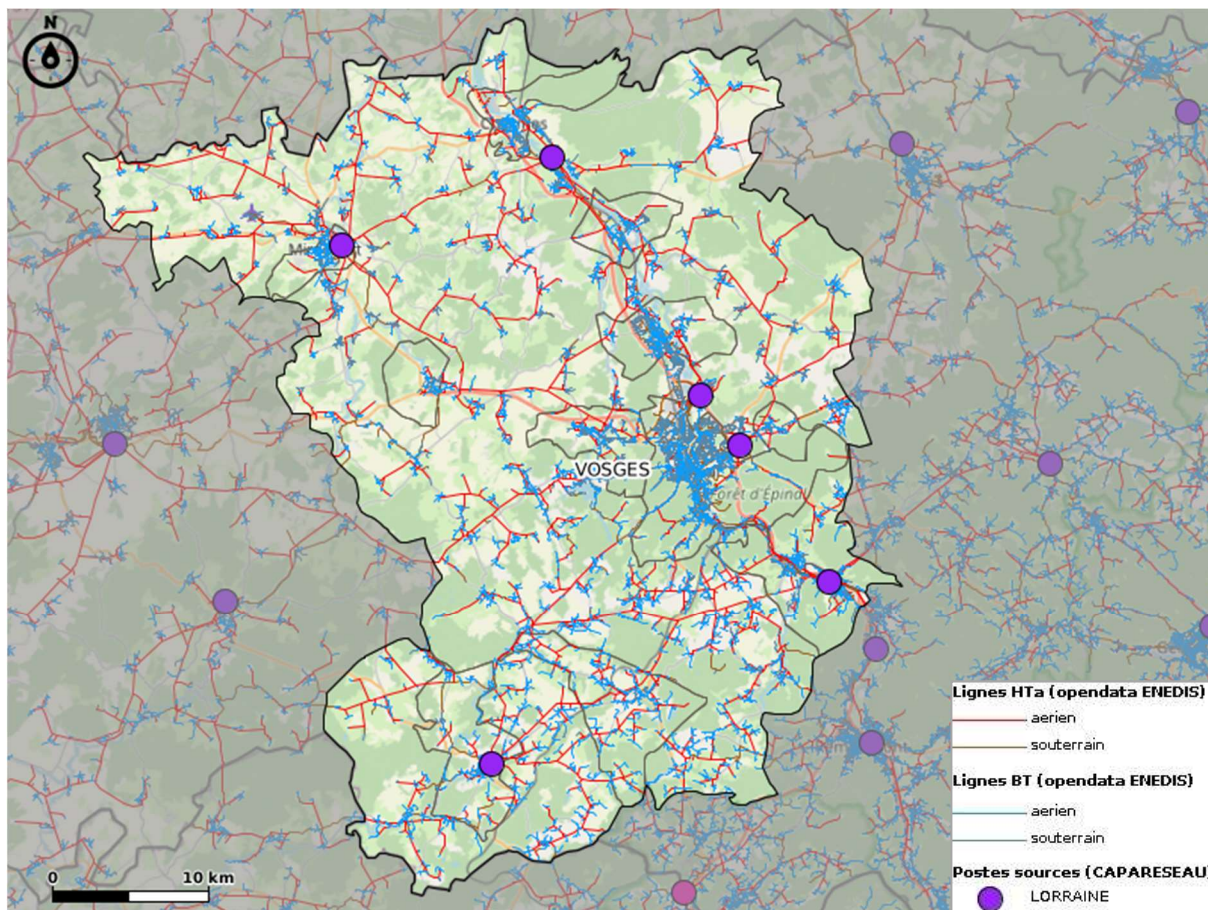 N
VOSGES
Forêt d'Épinal
0 10 km
Lignes HTa (opendata ENEDIS)
aerien
souterrain
Lignes BT (opendata ENEDIS)
aerien
souterrain
Postes sources (CAPARESEAU)
LORRAINE